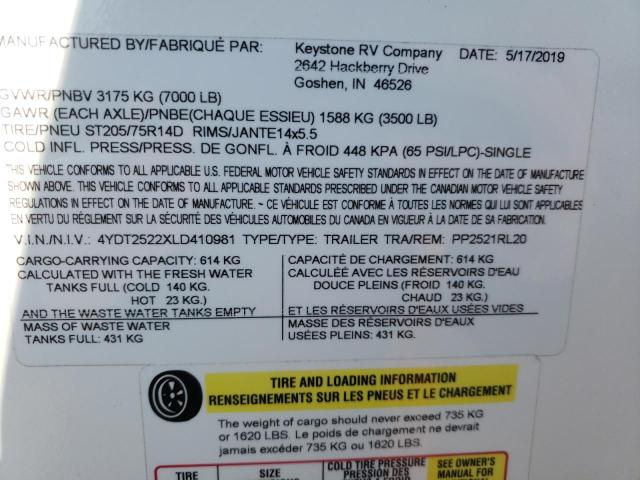 MANUFACTURED BY/FABRIQUÉ PAR: Keystone RV Company DATE: 5/17/2019
2642 Hackberry Drive
Goshen, IN 46526
GVWR/PNBV 3175 KG (7000 LB)
GAWR (EACH AXLE)/PNBE(CHAQUE ESSIEU) 1588 KG (3500 LB)
TIRE/PNEU ST205/75R14D RIMS/JANTE14x5.5
COLD INFL. PRESS/PRESS. DE GONFL. À FROID 448 KPA (65 PSI/LPC)-SINGLE
THIS VEHICLE CONFORMS TO ALL APPLICABLE U.S. FEDERAL MOTOR VEHICLE SAFETY STANDARDS IN EFFECT ON THE DATE OF MANUFACTURE
SHOWN ABOVE. THIS VEHICLE CONFORMS TO ALL APPLICABLE STANDARDS PRESCRIBED UNDER THE CANADIAN MOTOR VEHICLE SAFETY
REGULATIONS IN EFFECT ON THE DATE OF MANUFACTURE. ~ CE VÉHICULE EST CONFORME À TOUTES LES NORMES QUI LUI SONT APPLICABLES
EN VERTU DU RÉGLEMENT SUR LA SÉCURITÉ DES VÉHICULES AUTOMOBILES DU CANADA EN VIGUEUR À LA DATE DE SA FABRICATION.
V.I.N./N.I.V.: 4YDT2522XLD410981 TYPE/TYPE: TRAILER TRA/REM: PP2521RL20
CARGO-CARRYING CAPACITY: 614 KG
CALCULATED WITH THE FRESH WATER
TANKS FULL (COLD 140 KG.
HOT 23 KG.)
AND THE WASTE WATER TANKS EMPTY
MASS OF WASTE WATER
TANKS FULL: 431 KG
CAPACITÉ DE CHARGEMENT: 614 KG
CALCULÉE AVEC LES RÉSERVOIRS D'EAU
DOUCE PLEINS (FROID 140 KG.
CHAUD 23 KG.)
ET LES RÉSERVOIRS D'EAUX USÉES VIDES
MASSE DES RÉSERVOIRS D'EAUX
USÉES PLEINS: 431 KG.
TIRE AND LOADING INFORMATION
RENSEIGNEMENTS SUR LES PNEUS ET LE CHARGEMENT
The weight of cargo should never exceed 735 KG
or 1620 LBS. Le poids de chargement ne devrait
jamais excéder 735 KG ou 1620 LBS.
TIRE SIZE COLD TIRE PRESSURE SEE OWNER'S
PRESSION DES MANUAL FOR